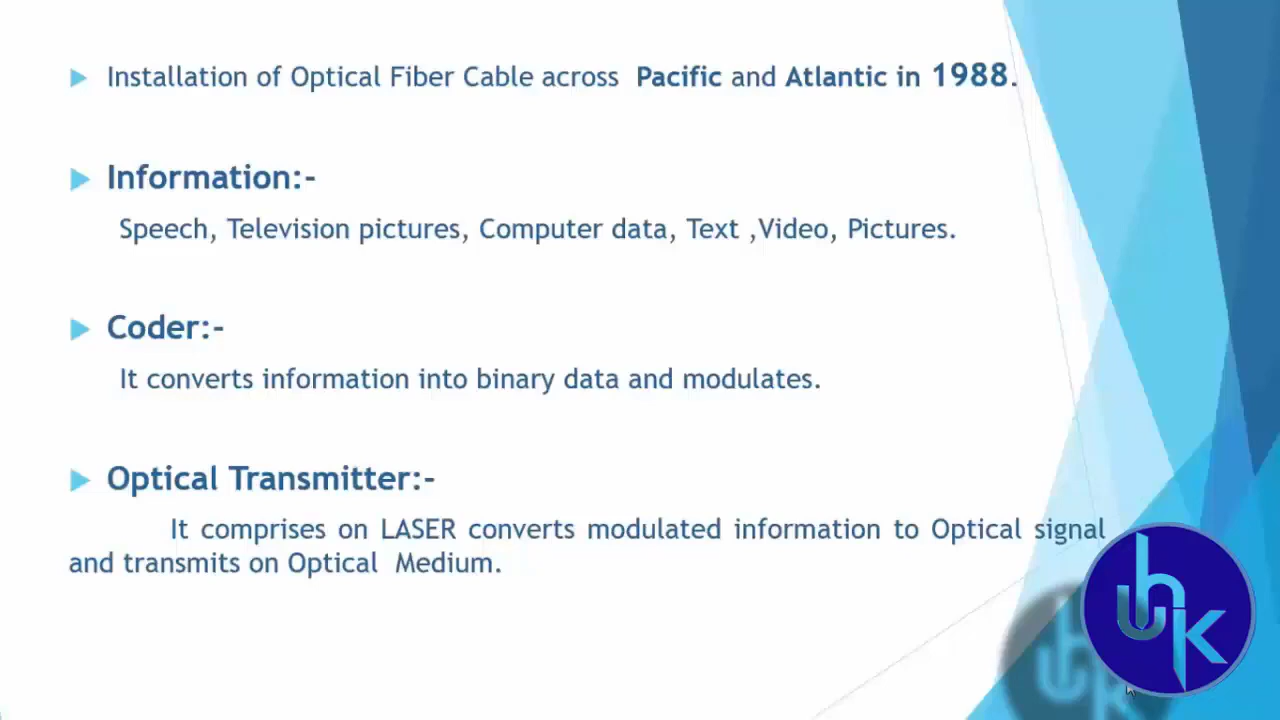 Installation of Optical Fiber Cable across Pacific and Atlantic in 1988.
Information:-
Speech, Television pictures, Computer data, Text ,Video, Pictures.
Coder:-
It converts information into binary data and modulates.
Optical Transmitter:-
It comprises on LASER converts modulated information to Optical signal
and transmits on Optical Medium.
uhk